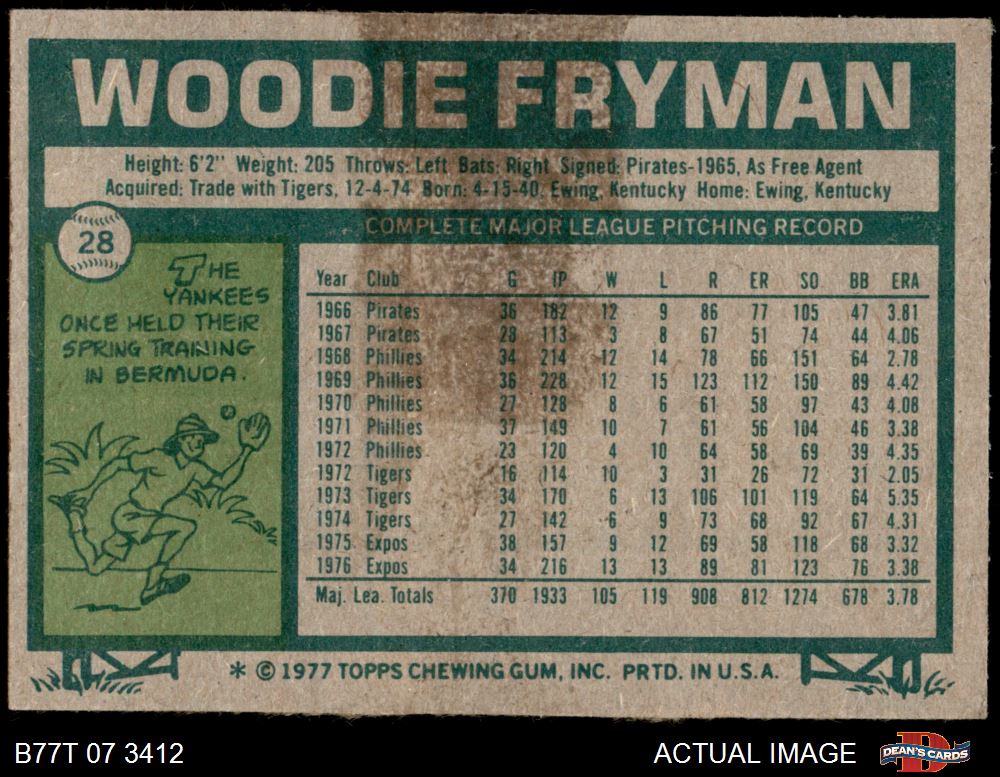 WOODIE FRYMAN
Height: 6'2" Weight: 205 Throws: Left Bats: Right Signed: Pirates-1965, As Free Agent
Acquired: Trade with Tigers, 12-4-74 Born: 4-15-40, Ewing, Kentucky Home: Ewing, Kentucky
28
THE
YANKEES
ONCE HELD THEIR
SPRING TRAINING
IN BERMUDA.
COMPLETE MAJOR LEAGUE PITCHING RECORD
Year Club G IP W L R ER SO BB ERA
1966 Pirates 36 182 12 9 86 77 105 47 3.81
1967 Pirates 28 113 3 8 67 51 74 44 4.06
1968 Phillies 34 214 12 14 78 66 151 64 2.78
1969 Phillies 36 228 12 15 123 112 150 89 4.42
1970 Phillies 27 128 8 6 61 58 97 43 4.08
1971 Phillies 37 149 10 7 61 56 104 46 3.38
1972 Phillies 23 120 4 10 64 58 69 39 4.35
1972 Tigers 16 114 10 3 31 26 72 31 2.05
1973 Tigers 34 170 6 13 106 101 119 64 5.35
1974 Tigers 27 142 6 9 73 68 92 67 4.31
1975 Expos 38 157 9 12 69 58 118 68 3.32
1976 Expos 34 216 13 13 89 81 123 76 3.38
Maj. Lea. Totals 370 1933 105 119 908 812 1274 678 3.78
* © 1977 TOPPS CHEWING GUM, INC. PRTD. IN U.S.A.
B77T 07 3412
ACTUAL IMAGE
DEAN'S CARDS